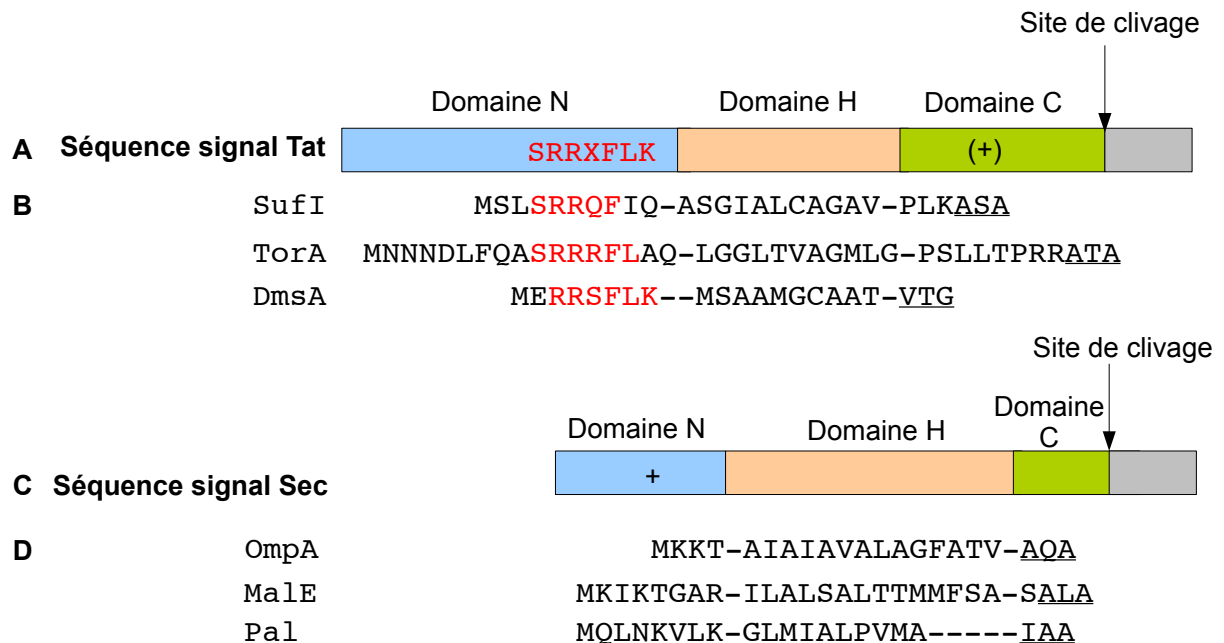 Site de clivage
Domaine N Domaine H Domaine C
A Séquence signal Tat SRRXFLK (+)
B SufI MSLSRRQFIQ-ASGIALCAGAV-PLKASA
TorA MNNNDLFQASRRRFLAQ-LGGLTVAGMLG-PSLLTPRRATA
DmsA MERRSFLK--MSAAMGCAAT-VTG
Site de clivage
Domaine N Domaine H Domaine C
+
C Séquence signal Sec
D OmpA MKKT-AIAIAVALAGFATV-AQA
MalE MKIKTGAR-ILALSALTTMMFSA-SALA
Pal MQLNKVLK-GLMIALPVMA-----IAA